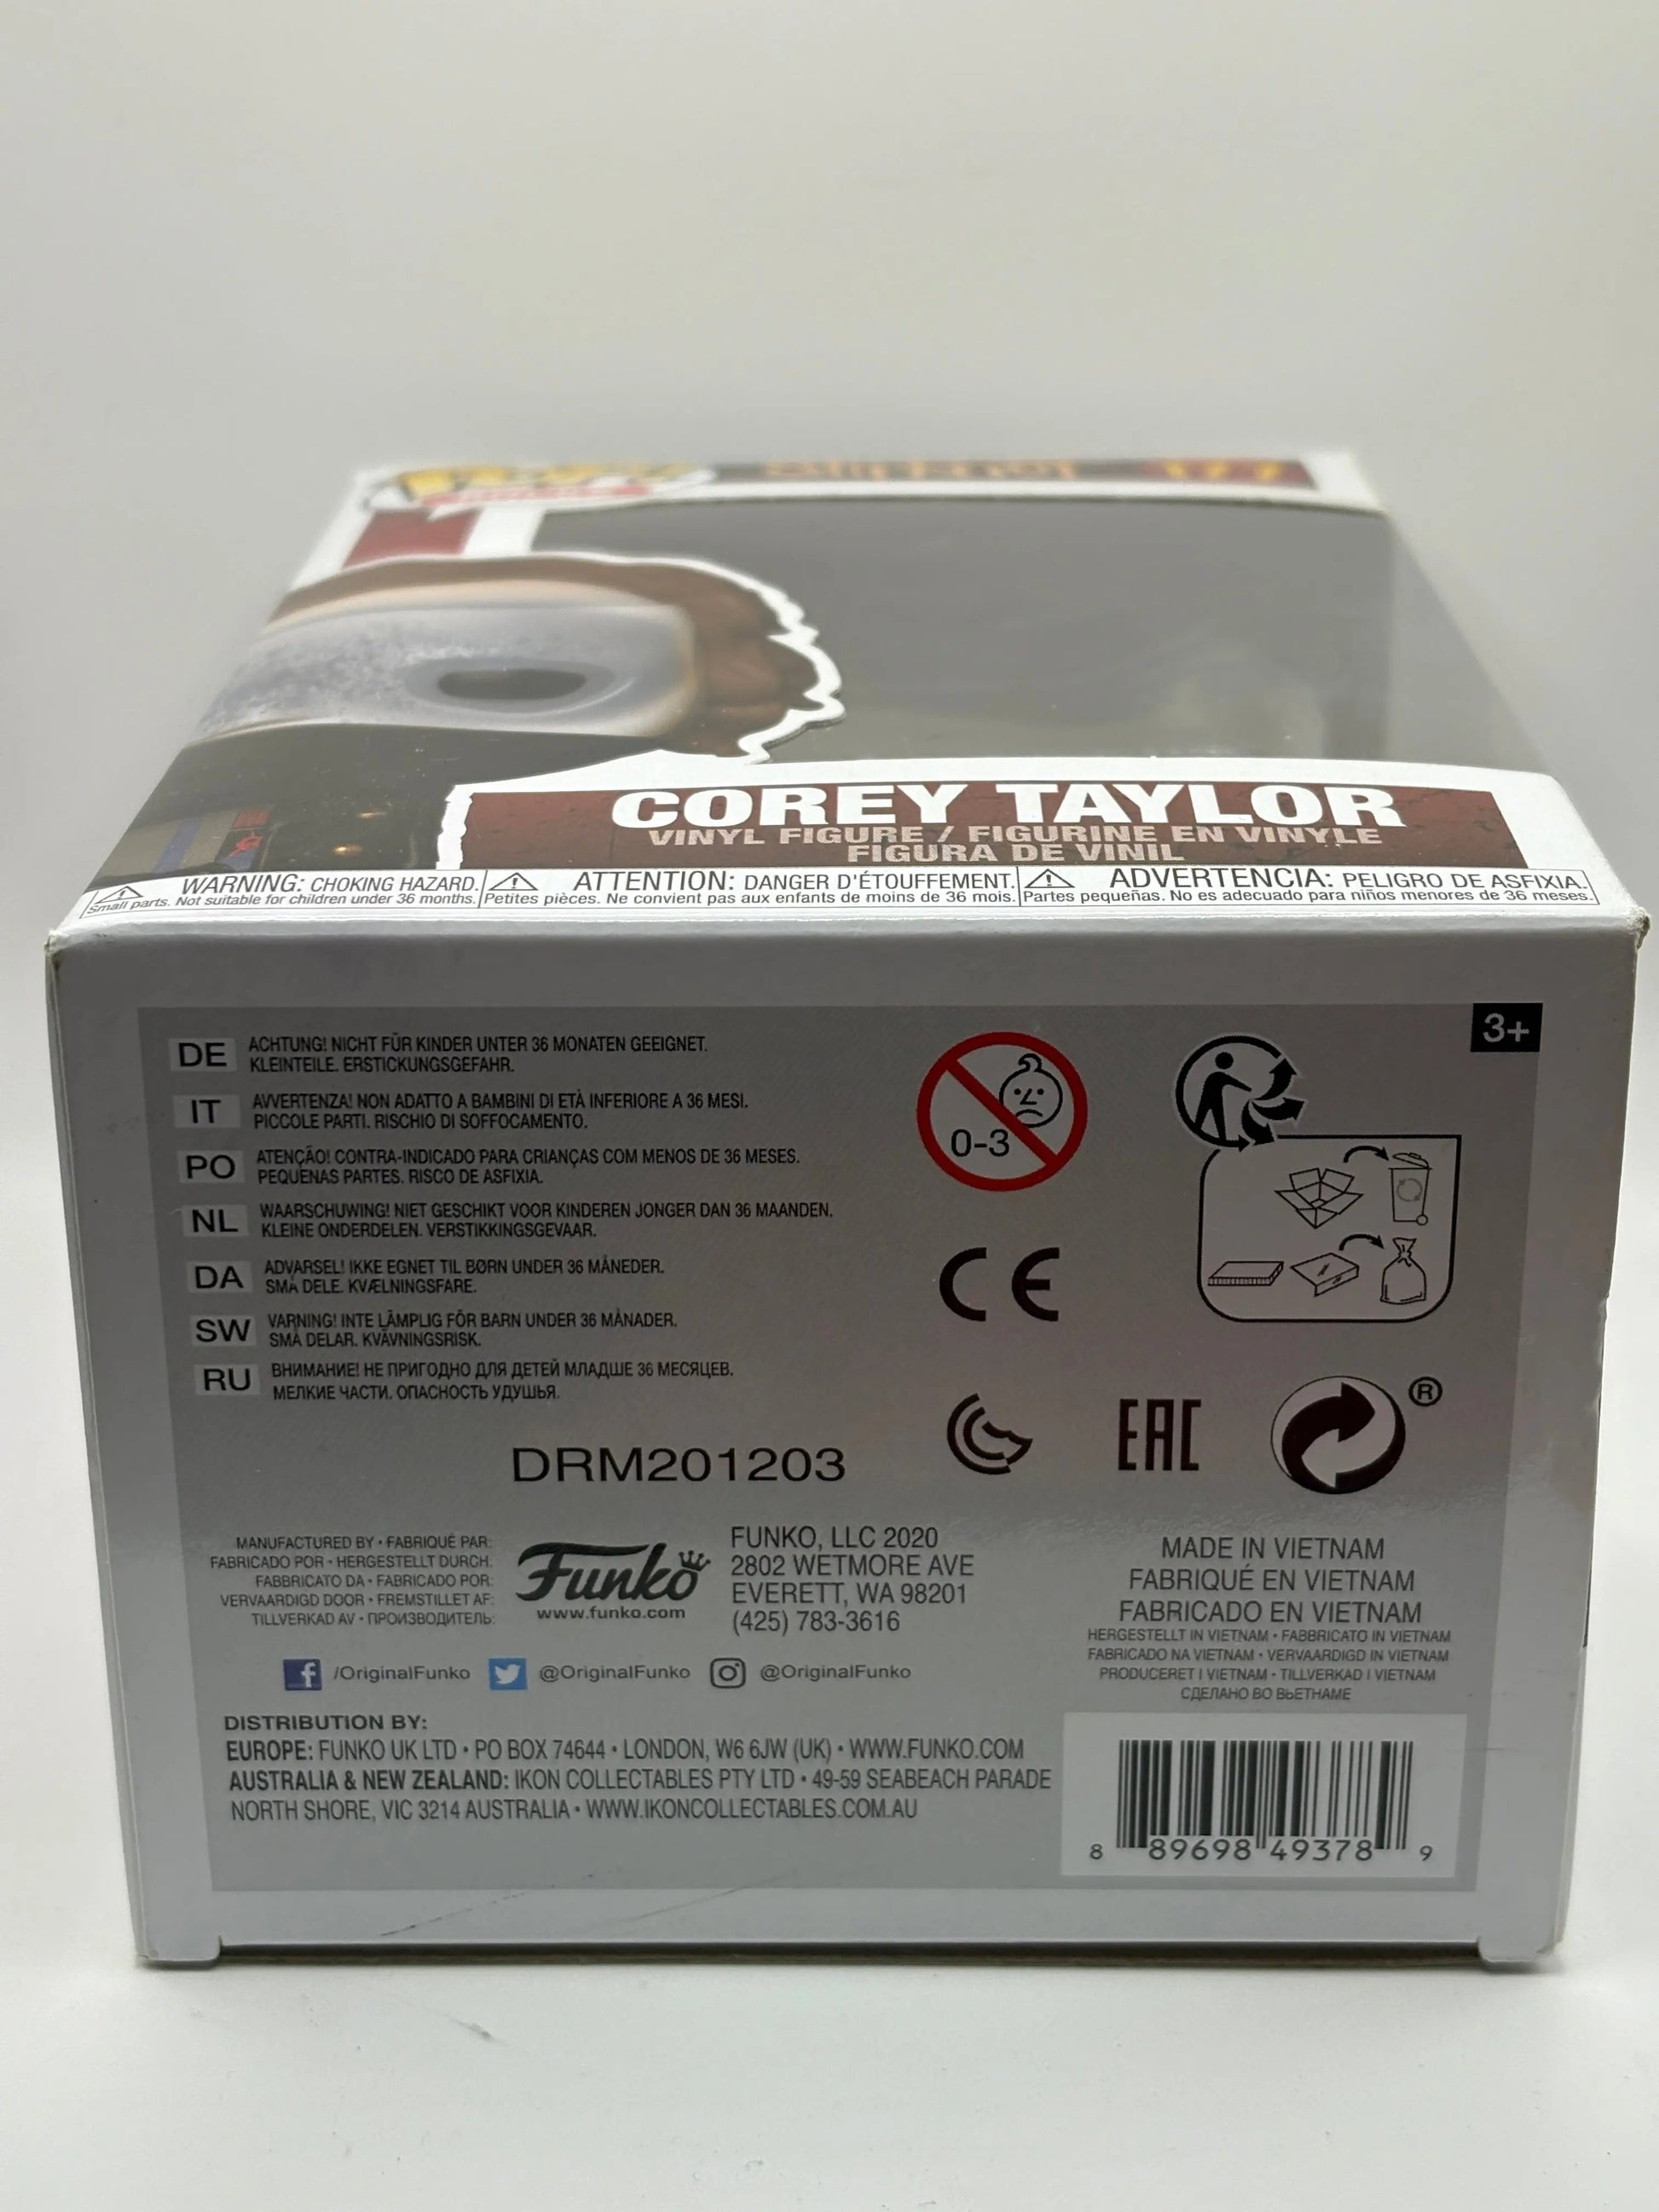 Slipknot
177
COREY TAYLOR
VINYL FIGURE / FIGURINE EN VINYLE
FIGURA DE VINIL
WARNING: CHOKING HAZARD.
Small parts. Not suitable for children under 36 months.
ATTENTION: DANGER D'ÉTOUFFEMENT.
Petites pièces. Ne convient pas aux enfants de moins de 36 mois.
ADVERTENCIA: PELIGRO DE ASFIXIA.
Partes pequeñas. No es adecuado para niños menores de 36 meses.
3+
DE ACHTUNG! NICHT FÜR KINDER UNTER 36 MONATEN GEEIGNET.
KLEINTEILE. ERSTICKUNGSGEFAHR.
IT AVVERTENZA! NON ADATTO A BAMBINI DI ETÀ INFERIORE A 36 MESI.
PICCOLE PARTI. RISCHIO DI SOFFOCAMENTO.
PO ATENÇÃO! CONTRA-INDICADO PARA CRIANÇAS COM MENOS DE 36 MESES.
PEQUENAS PARTES. RISCO DE ASFIXIA.
NL WAARSCHUWING! NIET GESCHIKT VOOR KINDEREN JONGER DAN 36 MAANDEN.
KLEINE ONDERDELEN. VERSTIKKINGSGEVAAR.
DA ADVARSEL! IKKE EGNET TIL BØRN UNDER 36 MÅNEDER.
SMÅ DELE. KVÆLNINGSFARE.
SW VARNING! INTE LÄMPLIG FÖR BARN UNDER 36 MÅNADER.
SMÅ DELAR. KVÄVNINGSRISK.
RU ВНИМАНИЕ! НЕ ПРИГОДНО ДЛЯ ДЕТЕЙ МЛАДШЕ 36 МЕСЯЦЕВ.
МЕЛКИЕ ЧАСТИ. ОПАСНОСТЬ УДУШЬЯ.
0-3
CE
EAC
®
DRM201203
MANUFACTURED BY • FABRIQUÉ PAR:
FABRICADO POR • HERGESTELLT DURCH:
FABBRICATO DA • FABRICADO POR:
VERVAARDIGD DOOR • FREMSTILLET AF:
TILLVERKAD AV • ПРОИЗВОДИТЕЛЬ:
Funko
www.funko.com
FUNKO, LLC 2020
2802 WETMORE AVE
EVERETT, WA 98201
(425) 783-3616
MADE IN VIETNAM
FABRIQUÉ EN VIETNAM
FABRICADO EN VIETNAM
HERGESTELLT IN VIETNAM • FABBRICATO IN VIETNAM
FABRICADO NA VIETNAM • VERVAARDIGD IN VIETNAM
PRODUCERET I VIETNAM • TILLVERKAD I VIETNAM
СДЕЛАНО ВО ВЬЕТНАМЕ
/OriginalFunko @OriginalFunko @OriginalFunko
DISTRIBUTION BY:
EUROPE: FUNKO UK LTD • PO BOX 74644 • LONDON, W6 6JW (UK) • WWW.FUNKO.COM
AUSTRALIA & NEW ZEALAND: IKON COLLECTABLES PTY LTD • 49-59 SEABEACH PARADE
NORTH SHORE, VIC 3214 AUSTRALIA • WWW.IKONCOLLECTABLES.COM.AU
8 89698 49378 9